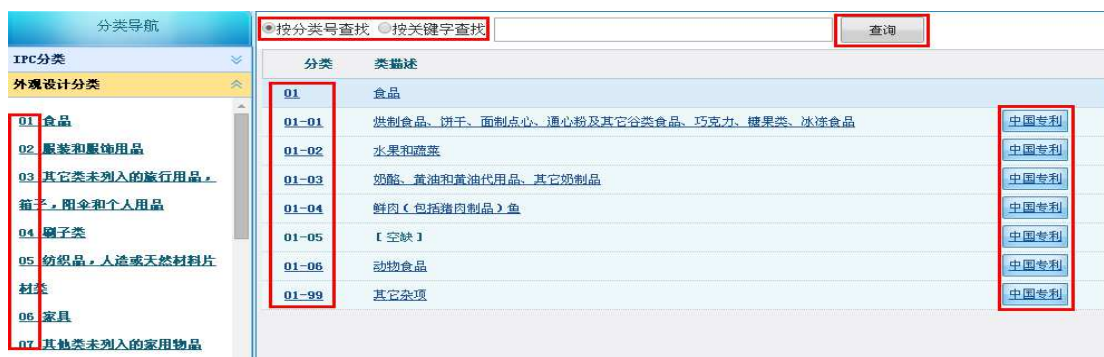 分类导航
IPC分类
外观设计分类
01 食品
02 服装和服饰用品
03 其它类未列入的旅行用品，
箱子，阳伞和个人用品
04 刷子类
05 纺织品，人造或天然材料片
材类
06 家具
07 其他类未列入的家用物品
按分类号查找 按关键字查找 查询
分类 类描述
01 食品
01-01 烘制食品、饼干、面制点心、通心粉及其它谷类食品、巧克力、糖果类、冰冻食品 中国专利
01-02 水果和蔬菜 中国专利
01-03 奶酪、黄油和黄油代用品、其它奶制品 中国专利
01-04 鲜肉（包括猪肉制品）鱼 中国专利
01-05 [空缺] 中国专利
01-06 动物食品 中国专利
01-99 其它杂项 中国专利